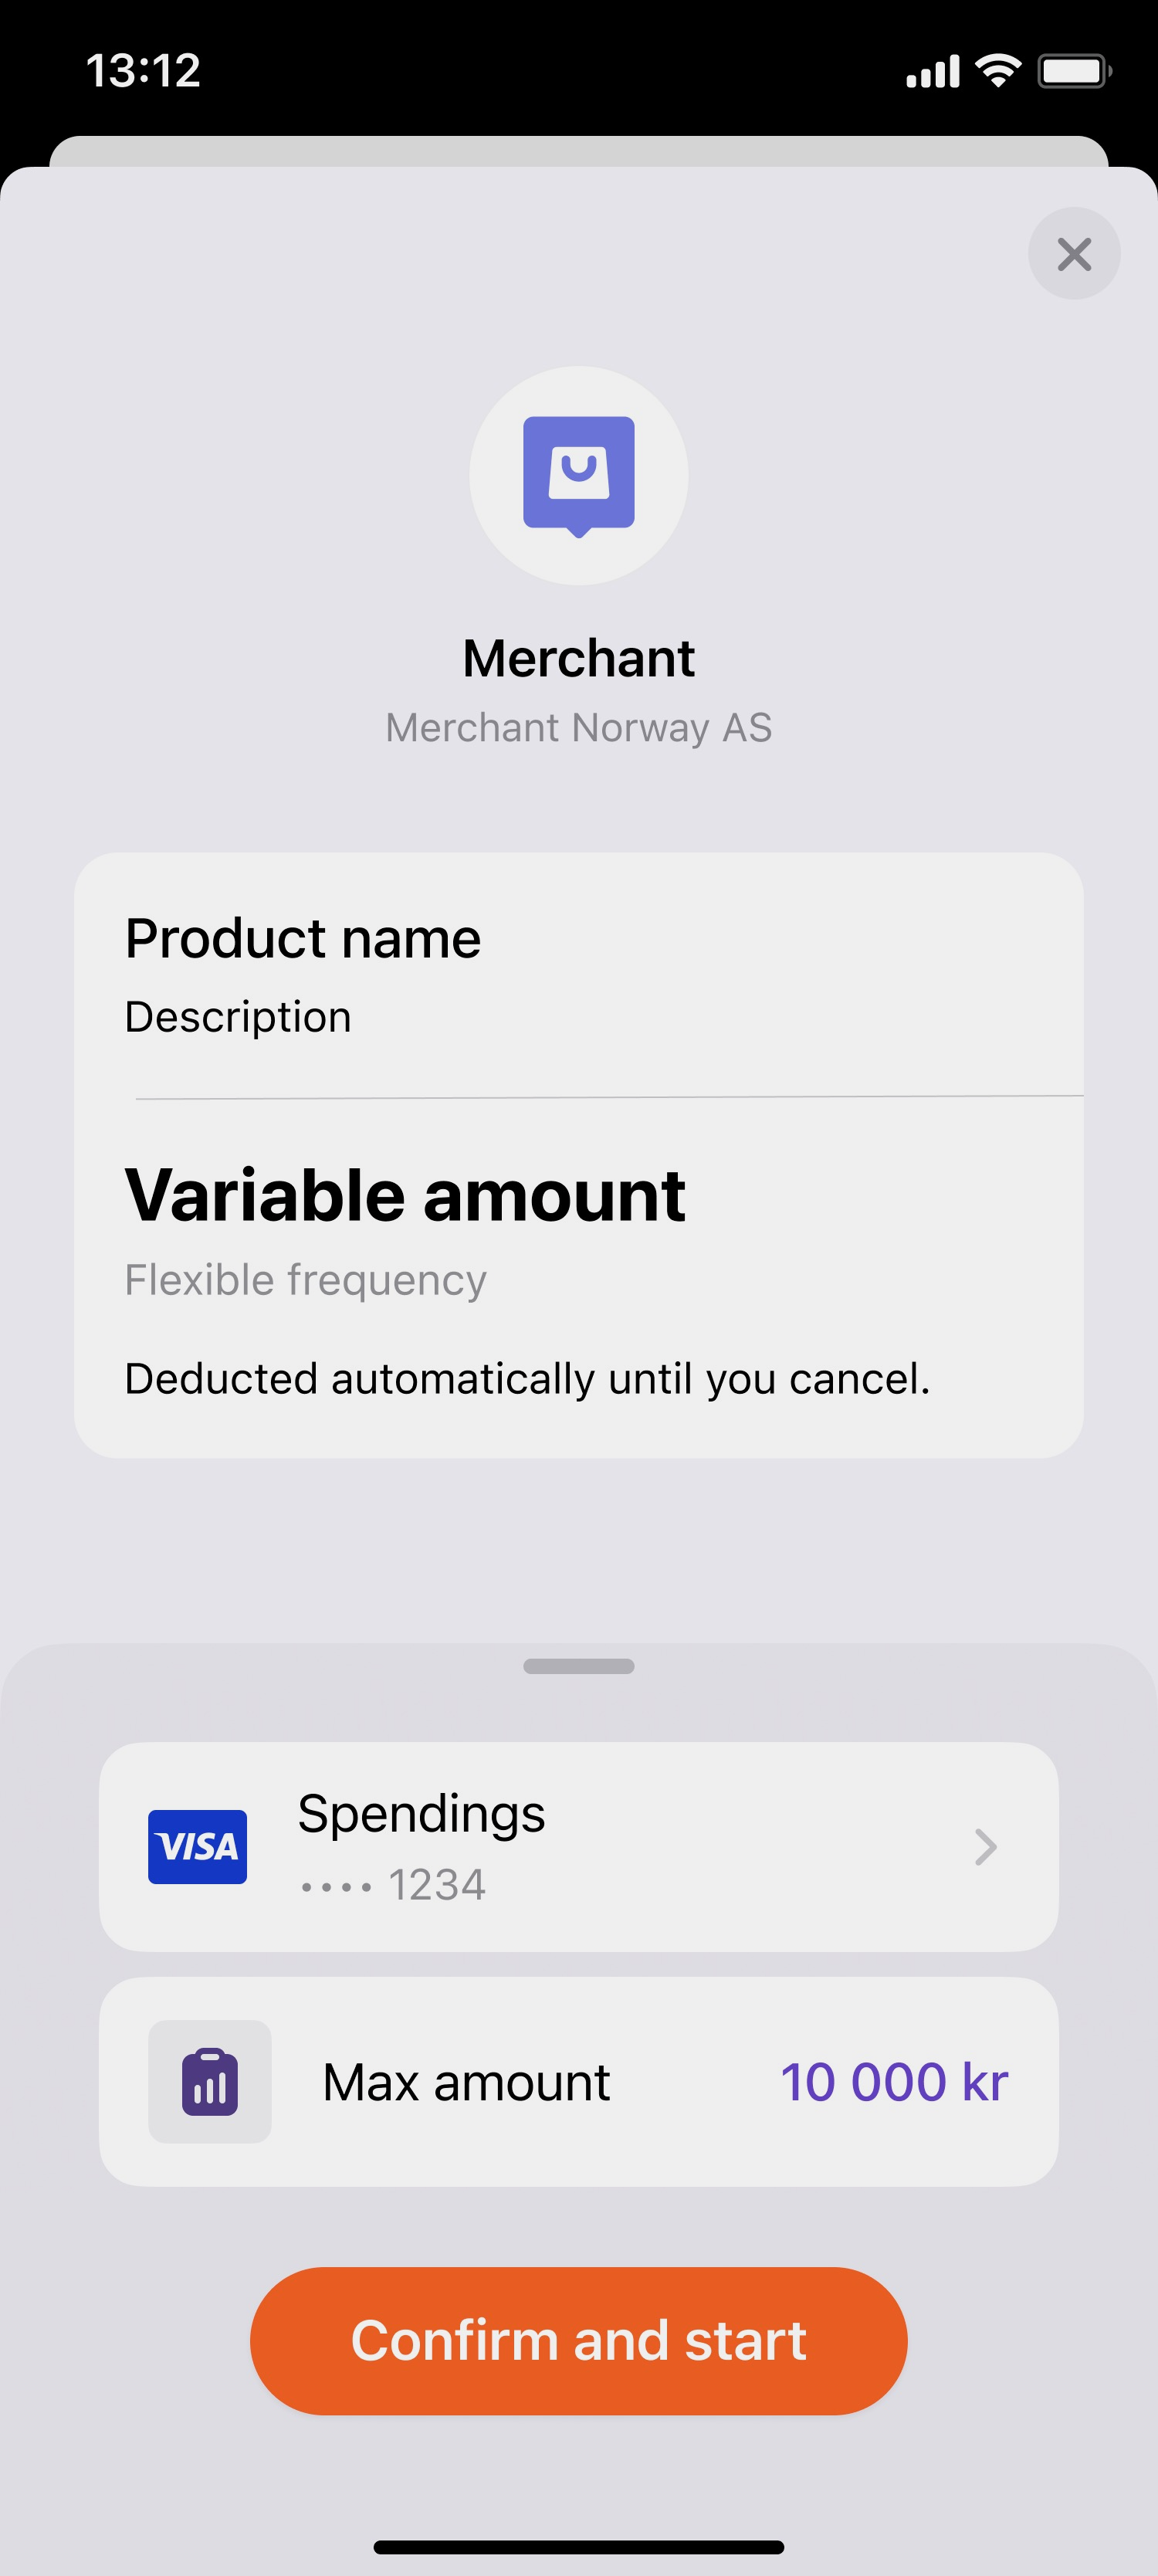 13:12
Merchant
Merchant Norway AS
Product name
Description
Variable amount
Flexible frequency
Deducted automatically until you cancel.
VISA
Spendings
•••• 1234
Max amount
10 000 kr
Confirm and start